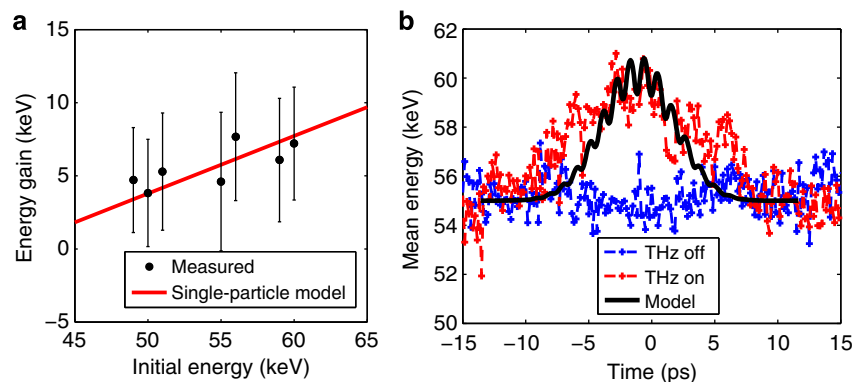 a
15
10
5
0
−5
Energy gain (keV)
Measured
Single-particle model
45
50
55
60
65
Initial energy (keV)
b
62
60
58
56
54
52
50
Mean energy (keV)
THz off
THz on
Model
−15
−10
−5
0
5
10
15
Time (ps)